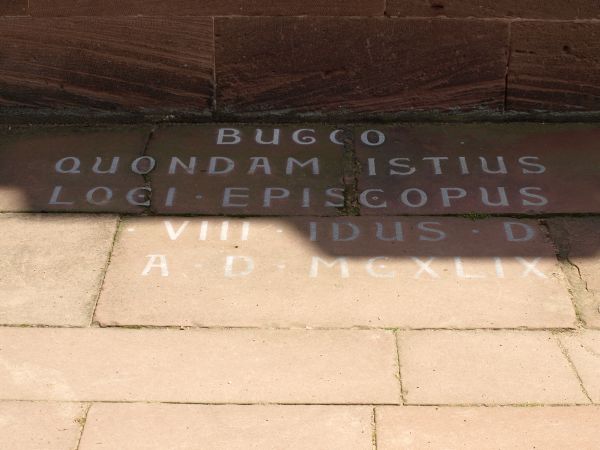 BUGGO
QUONDAM ISTIUS
LOCI · EPISCOPUS
· VIII · IDUS · D
A · D · MCXLIX